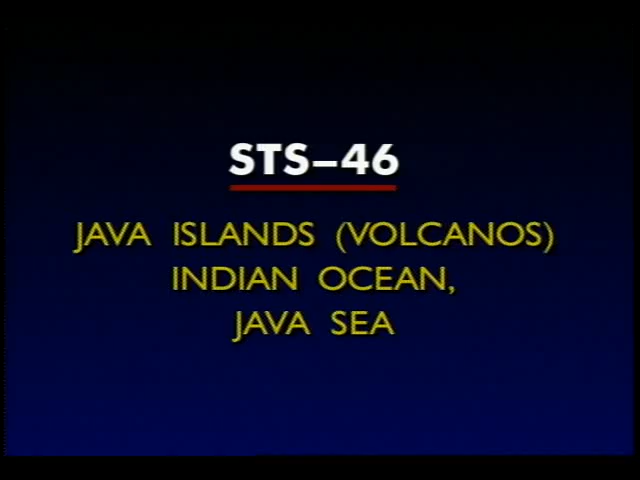 STS–46
JAVA ISLANDS (VOLCANOS)
INDIAN OCEAN,
JAVA SEA